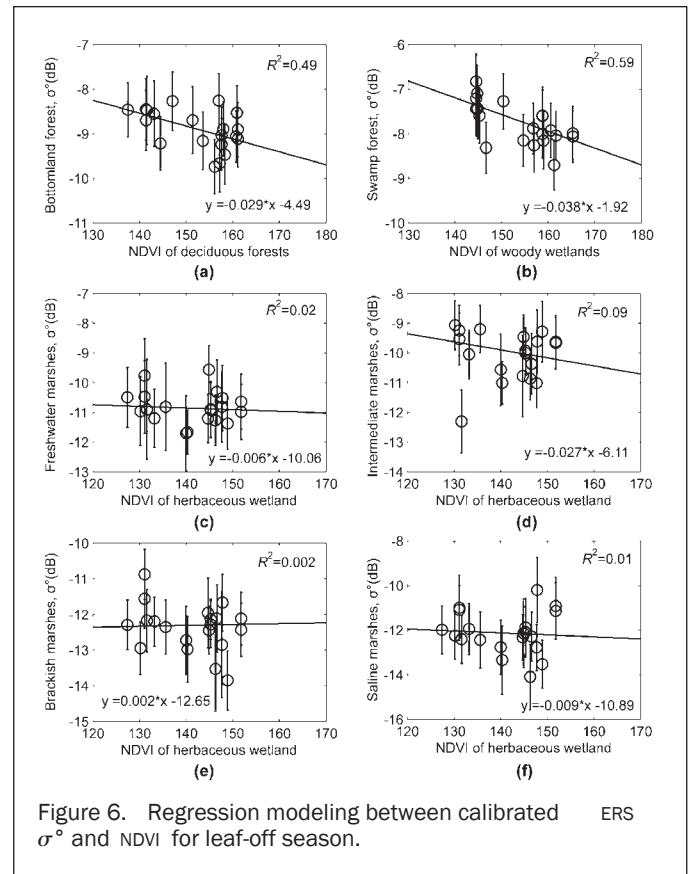 -7
-8
-9
-10
-11
130 140 150 160 170 180
Bottomland forest, σ°(dB)
R²=0.49
y =-0.029*x -4.49
NDVI of deciduous forests
(a)
-6
-7
-8
-9
-10
130 140 150 160 170 180
Swamp forest, σ°(dB)
R²=0.59
y =-0.038*x -1.92
NDVI of woody wetlands
(b)
-7
-8
-9
-10
-11
-12
-13
120 130 140 150 160 170
Freshwater marshes, σ°(dB)
R²=0.02
y =-0.006*x -10.06
NDVI of herbaceous wetland
(c)
-8
-9
-10
-11
-12
-13
-14
120 130 140 150 160 170
Intermediate marshes, σ°(dB)
R²=0.09
y =-0.027*x -6.11
NDVI of herbaceous wetland
(d)
-10
-11
-12
-13
-14
-15
120 130 140 150 160 170
Brackish marshes, σ°(dB)
R²=0.002
y =0.002*x -12.65
NDVI of herbaceous wetland
(e)
-8
-10
-12
-14
-16
120 130 140 150 160 170
Saline marshes, σ°(dB)
R²=0.01
y =-0.009*x -10.89
NDVI of herbaceous wetland
(f)
Figure 6. Regression modeling between calibrated ERS
σ° and NDVI for leaf-off season.